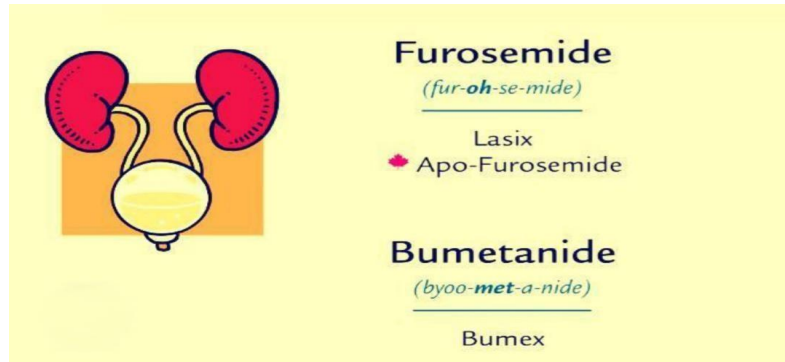 Furosemide
(fur-oh-se-mide)
Lasix
Apo-Furosemide
Bumetanide
(byoo-met-a-nide)
Bumex